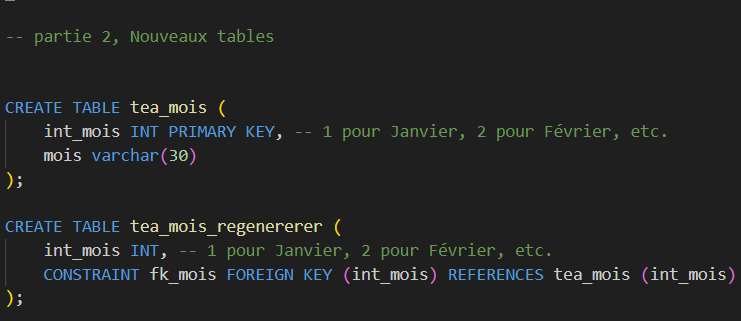 -- partie 2, Nouveaux tables
CREATE TABLE tea_mois (
int_mois INT PRIMARY KEY, -- 1 pour Janvier, 2 pour Février, etc.
mois varchar(30)
);
CREATE TABLE tea_mois_regenererer (
int_mois INT, -- 1 pour Janvier, 2 pour Février, etc.
CONSTRAINT fk_mois FOREIGN KEY (int_mois) REFERENCES tea_mois (int_mois)
);